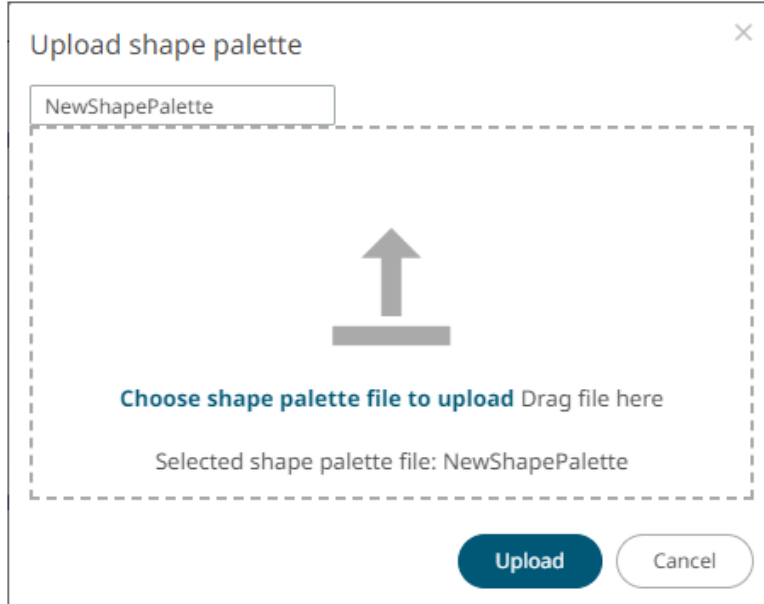 Upload shape palette
NewShapePalette
Choose shape palette file to upload Drag file here
Selected shape palette file: NewShapePalette
Upload
Cancel